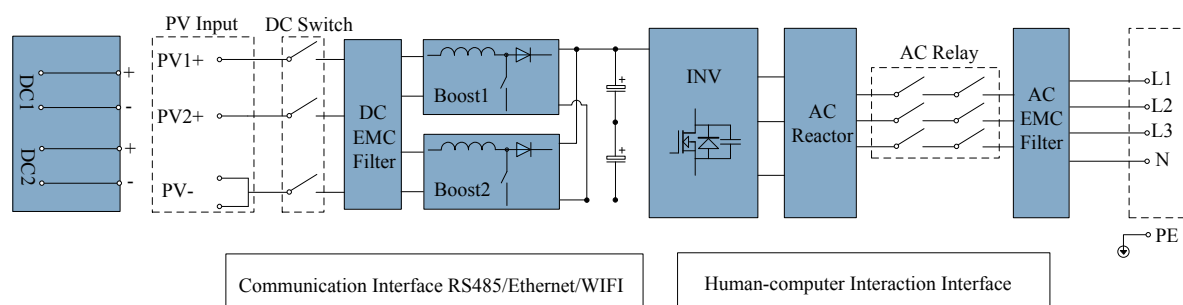 PV Input
DC Switch
DC1
+
-
DC2
+
-
PV1+
PV2+
PV-
DC
EMC
Filter
Boost1
Boost2
+
+
INV
AC
Reactor
AC Relay
AC
EMC
Filter
L1
L2
L3
N
PE
Communication Interface RS485/Ethernet/WIFI
Human-computer Interaction Interface